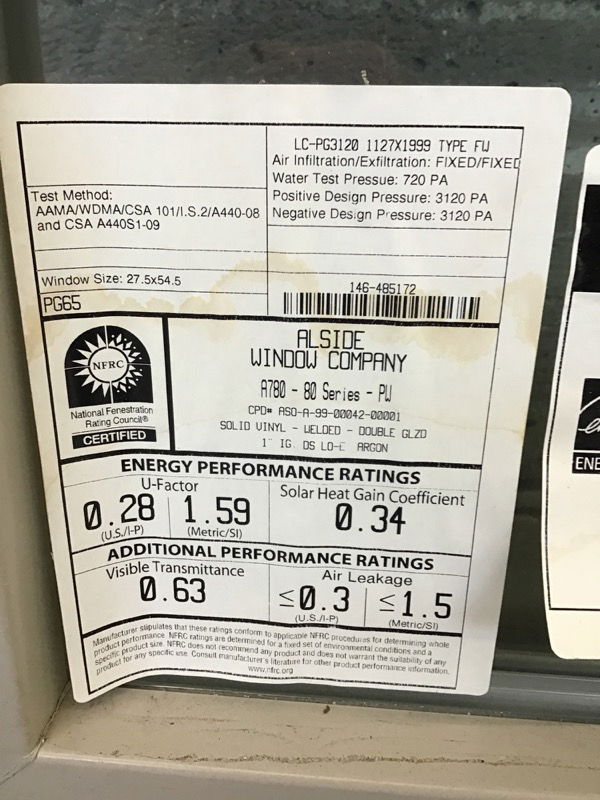 LC-PG3120 1127X1999 TYPE FW
Air Infiltration/Exfiltration: FIXED/FIXED
Water Test Pressue: 720 PA
Positive Design Pressure: 3120 PA
Negative Design Pressure: 3120 PA
Test Method:
AAMA/WDMA/CSA 101/I.S.2/A440-08
and CSA A440S1-09
Window Size: 27.5x54.5
PG65
146-485172
NFRC
National Fenestration
Rating Council®
CERTIFIED
ALSIDE
WINDOW COMPANY
A780 - 80 Series - PW
CPD# ASO-A-99-00042-00001
SOLID VINYL - WELDED - DOUBLE GLZD
1" IG DS LO-E ARGON
ENERGY PERFORMANCE RATINGS
U-Factor
0.28 1.59
(U.S./I-P) (Metric/SI)
Solar Heat Gain Coefficient
0.34
ADDITIONAL PERFORMANCE RATINGS
Visible Transmittance
0.63
Air Leakage
≤0.3 ≤1.5
(U.S./I-P) (Metric/SI)
Manufacturer stipulates that these ratings conform to applicable NFRC procedures for determining whole
product performance. NFRC ratings are determined for a fixed set of environmental conditions and a
specific product size. NFRC does not recommend any product and does not warrant the suitability of any
product for any specific use. Consult manufacturer's literature for other product performance information.
www.nfrc.org
ENE